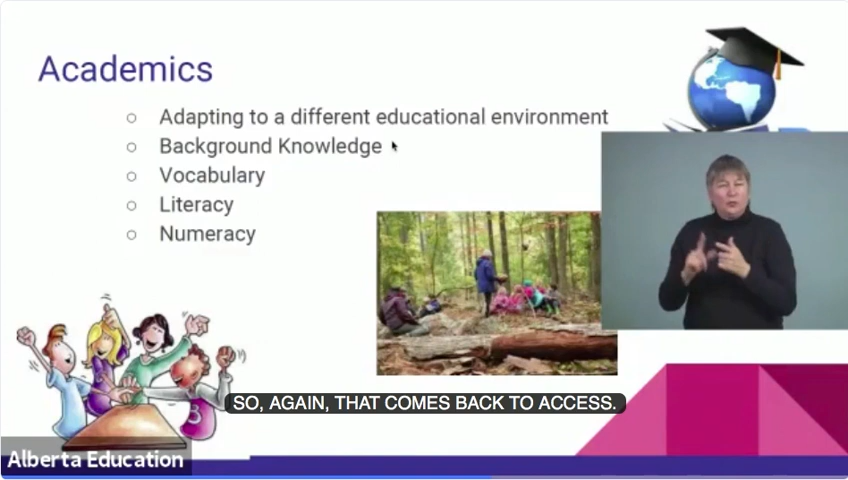 Academics
Adapting to a different educational environment
Background Knowledge
Vocabulary
Literacy
Numeracy
SO, AGAIN, THAT COMES BACK TO ACCESS.
Alberta Education